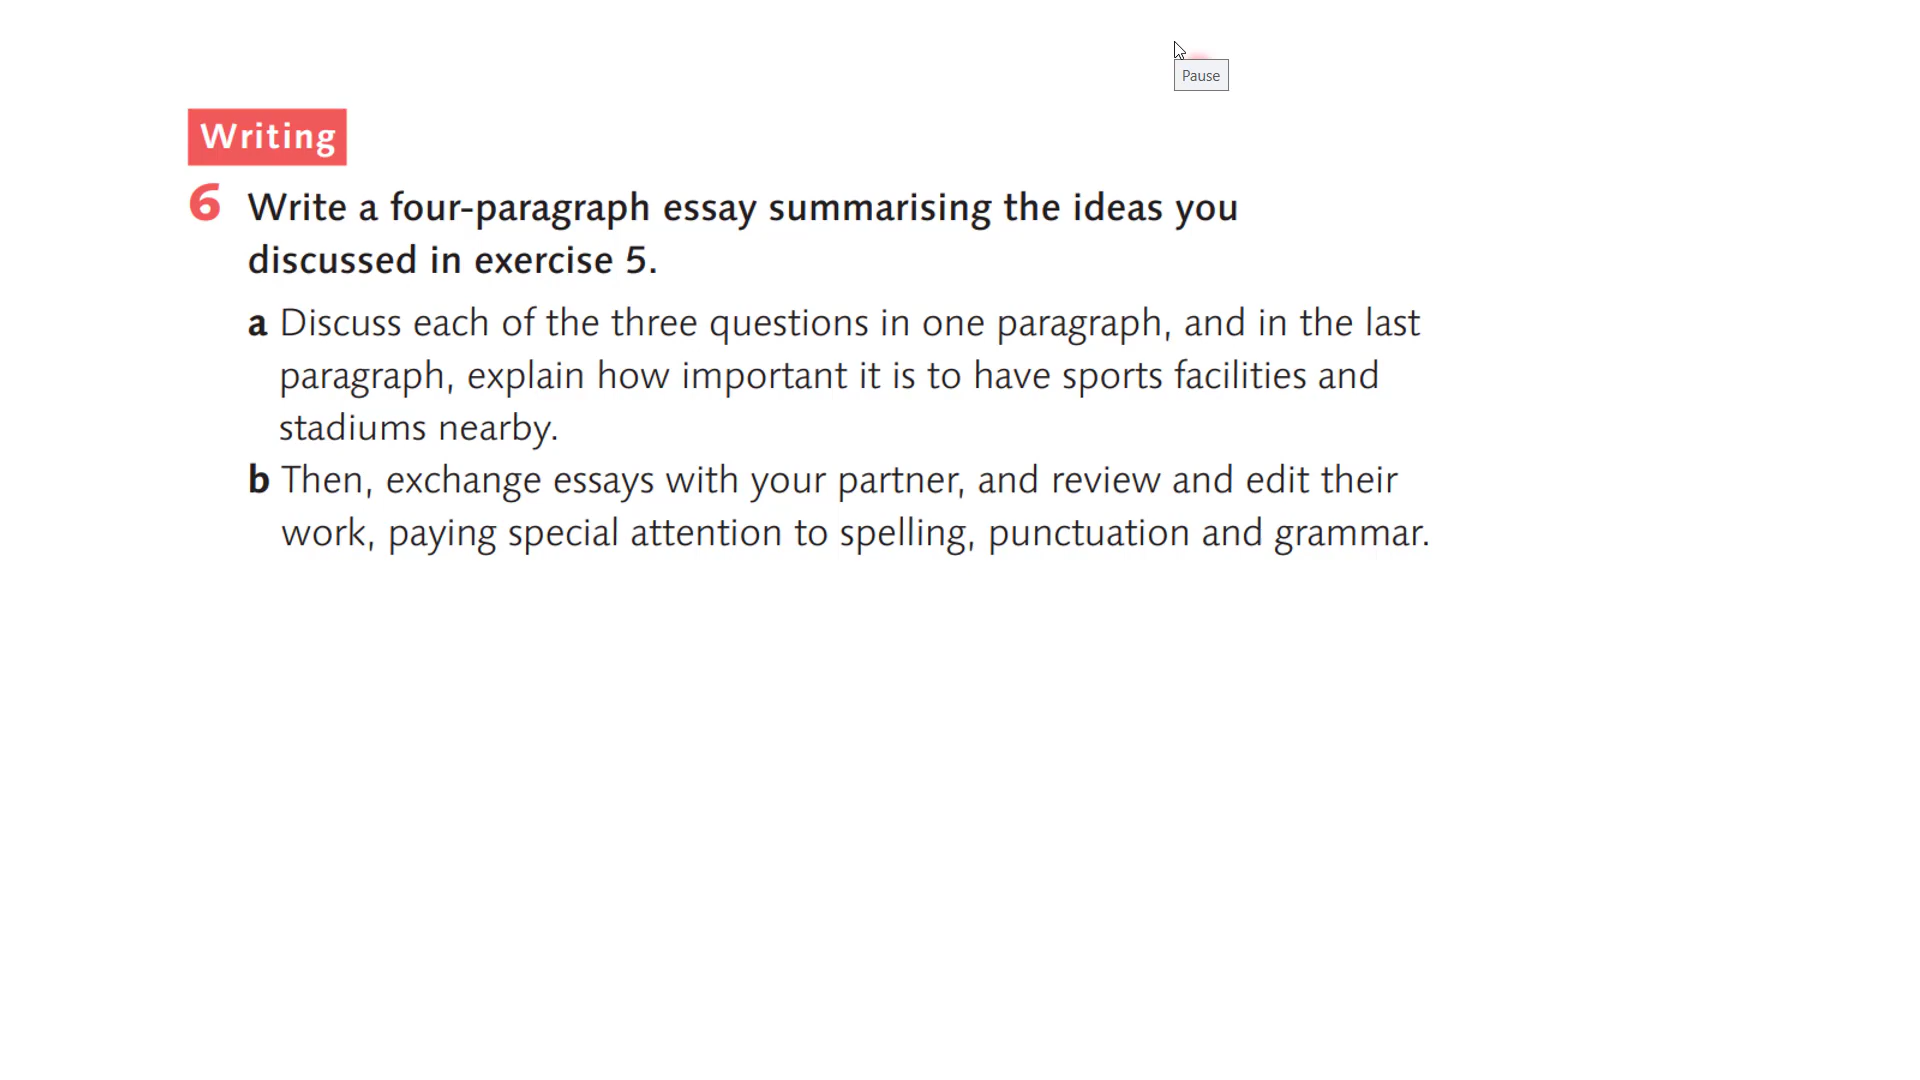 Pause
Writing
6 Write a four-paragraph essay summarising the ideas you
discussed in exercise 5.
a Discuss each of the three questions in one paragraph, and in the last
paragraph, explain how important it is to have sports facilities and
stadiums nearby.
b Then, exchange essays with your partner, and review and edit their
work, paying special attention to spelling, punctuation and grammar.